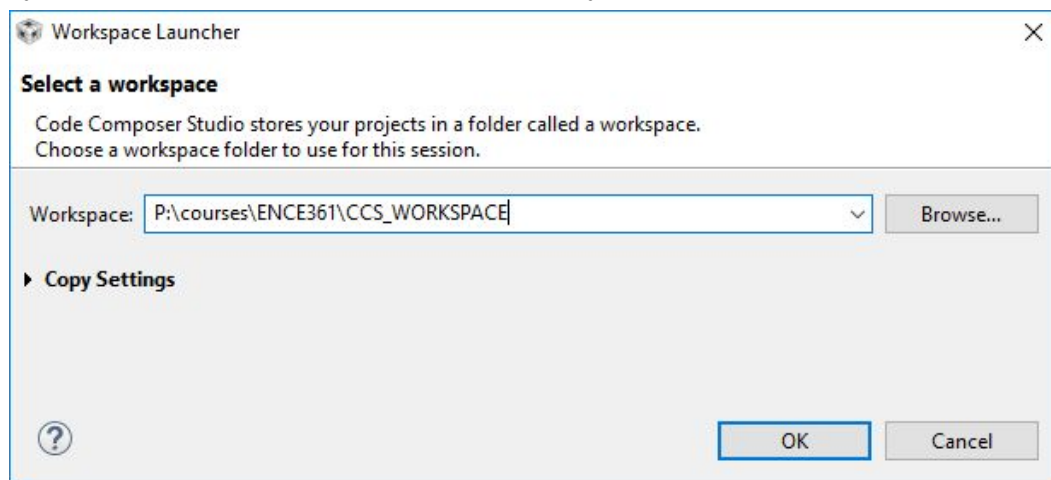 Workspace Launcher
Select a workspace
Code Composer Studio stores your projects in a folder called a workspace.
Choose a workspace folder to use for this session.
Workspace: P:\courses\ENCE361\CCS_WORKSPACE Browse...
Copy Settings
? OK Cancel